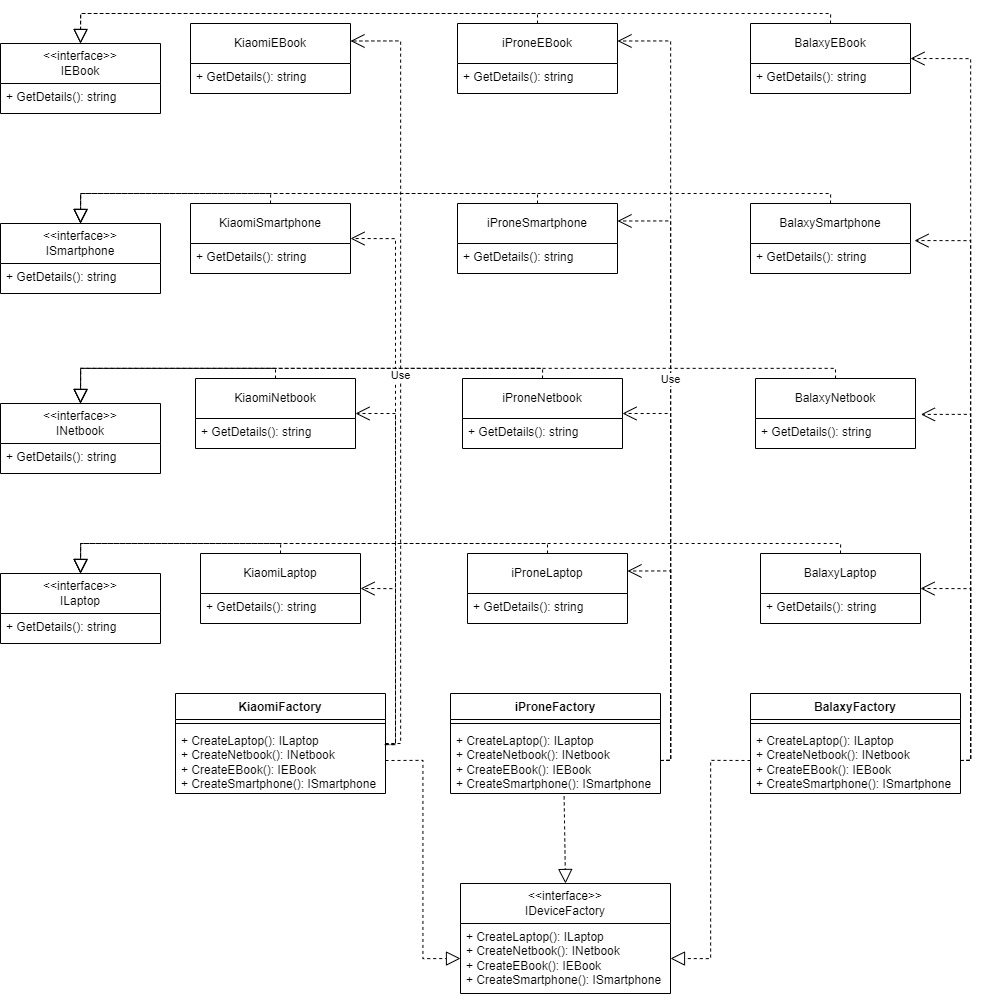 KiaomiEBook
iProneEBook
BalaxyEBook
<<interface>>
IEBook
+ GetDetails(): string
+ GetDetails(): string
+ GetDetails(): string
+ GetDetails(): string
KiaomiSmartphone
iProneSmartphone
BalaxySmartphone
<<interface>>
ISmartphone
+ GetDetails(): string
+ GetDetails(): string
+ GetDetails(): string
+ GetDetails(): string
Use
Use
KiaomiNetbook
iProneNetbook
BalaxyNetbook
<<interface>>
INetbook
+ GetDetails(): string
+ GetDetails(): string
+ GetDetails(): string
+ GetDetails(): string
KiaomiLaptop
iProneLaptop
BalaxyLaptop
<<interface>>
ILaptop
+ GetDetails(): string
+ GetDetails(): string
+ GetDetails(): string
+ GetDetails(): string
KiaomiFactory
+ CreateLaptop(): ILaptop
+ CreateNetbook(): INetbook
+ CreateEBook(): IEBook
+ CreateSmartphone(): ISmartphone
iProneFactory
+ CreateLaptop(): ILaptop
+ CreateNetbook(): INetbook
+ CreateEBook(): IEBook
+ CreateSmartphone(): ISmartphone
BalaxyFactory
+ CreateLaptop(): ILaptop
+ CreateNetbook(): INetbook
+ CreateEBook(): IEBook
+ CreateSmartphone(): ISmartphone
<<interface>>
IDeviceFactory
+ CreateLaptop(): ILaptop
+ CreateNetbook(): INetbook
+ CreateEBook(): IEBook
+ CreateSmartphone(): ISmartphone